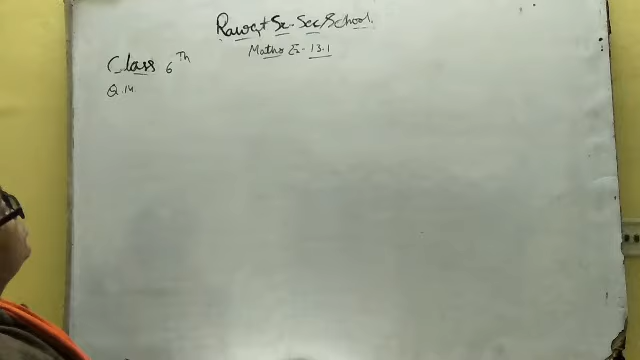 Rawat Sr. Sec School.
Maths Ex- 13.1
Class 6Th
Q.14.